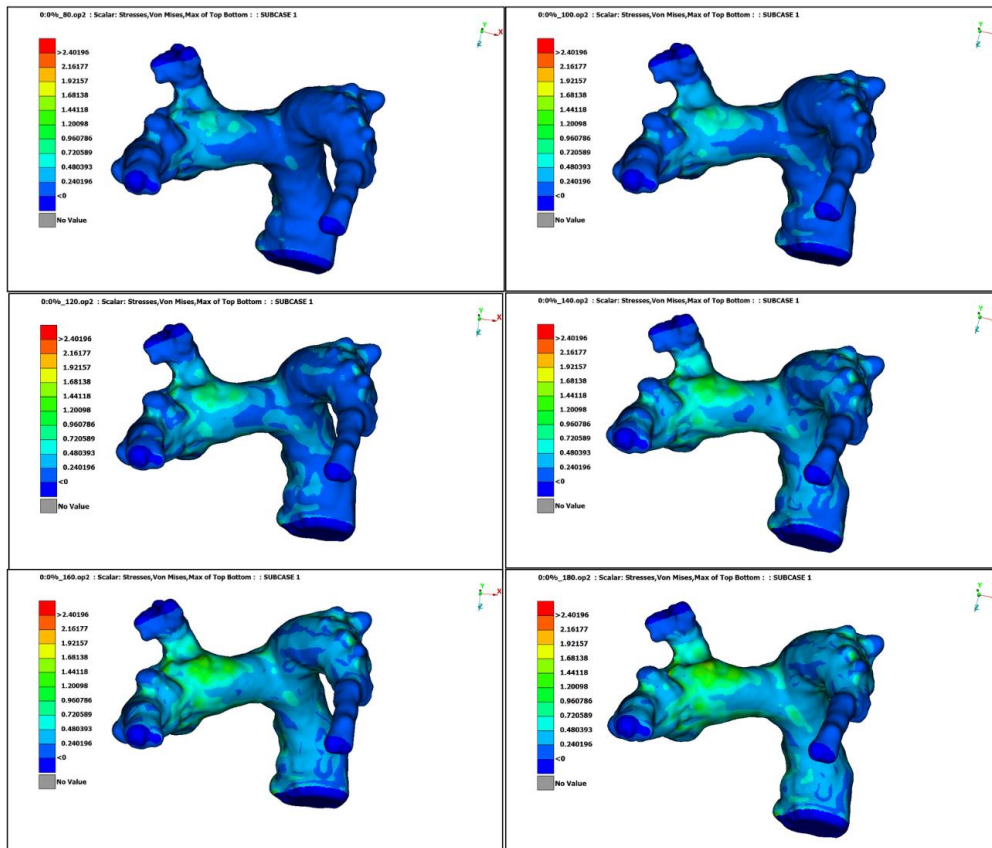 0:0%_80.op2 : Scalar: Stresses,Von Mises,Max of Top Bottom : : SUBCASE 1
>2.40196
2.16177
1.92157
1.68138
1.44118
1.20098
0.960786
0.720589
0.480393
0.240196
<0
No Value
Y
X
Z
0:0%_100.op2 : Scalar: Stresses,Von Mises,Max of Top Bottom : : SUBCASE 1
>2.40196
2.16177
1.92157
1.68138
1.44118
1.20098
0.960786
0.720589
0.480393
0.240196
<0
No Value
Y
Z
0:0%_120.op2 : Scalar: Stresses,Von Mises,Max of Top Bottom : : SUBCASE 1
>2.40196
2.16177
1.92157
1.68138
1.44118
1.20098
0.960786
0.720589
0.480393
0.240196
<0
No Value
Y
X
Z
0:0%_140.op2 : Scalar: Stresses,Von Mises,Max of Top Bottom : : SUBCASE 1
>2.40196
2.16177
1.92157
1.68138
1.44118
1.20098
0.960786
0.720589
0.480393
0.240196
<0
No Value
Y
Z
0:0%_160.op2 : Scalar: Stresses,Von Mises,Max of Top Bottom : : SUBCASE 1
>2.40196
2.16177
1.92157
1.68138
1.44118
1.20098
0.960786
0.720589
0.480393
0.240196
<0
No Value
Y
X
Z
0:0%_180.op2 : Scalar: Stresses,Von Mises,Max of Top Bottom : : SUBCASE 1
>2.40196
2.16177
1.92157
1.68138
1.44118
1.20098
0.960786
0.720589
0.480393
0.240196
<0
No Value
Y
Z